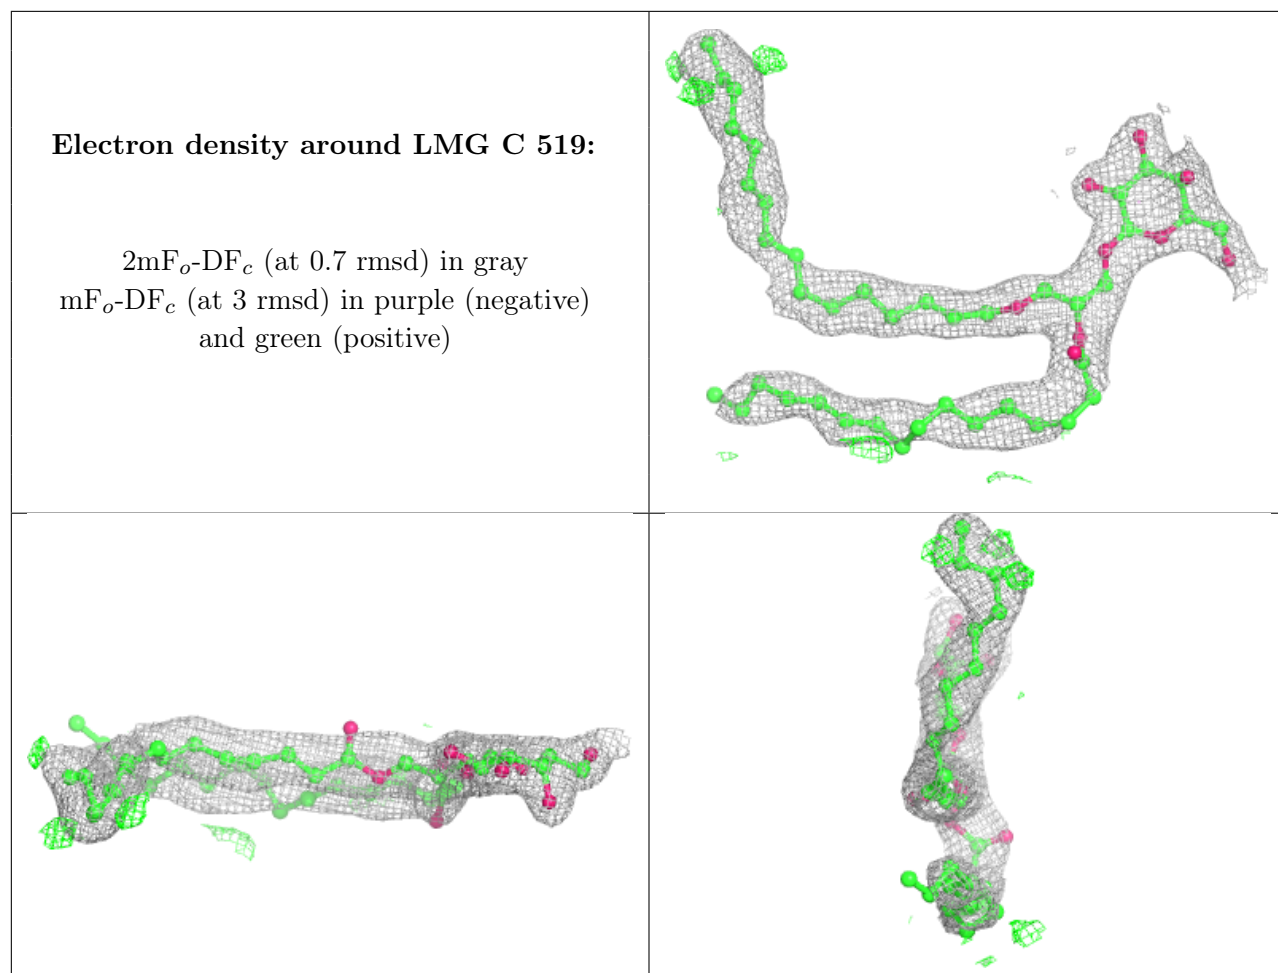 Electron density around LMG C 519:
2mFo-DFc (at 0.7 rmsd) in gray
mFo-DFc (at 3 rmsd) in purple (negative)
and green (positive)